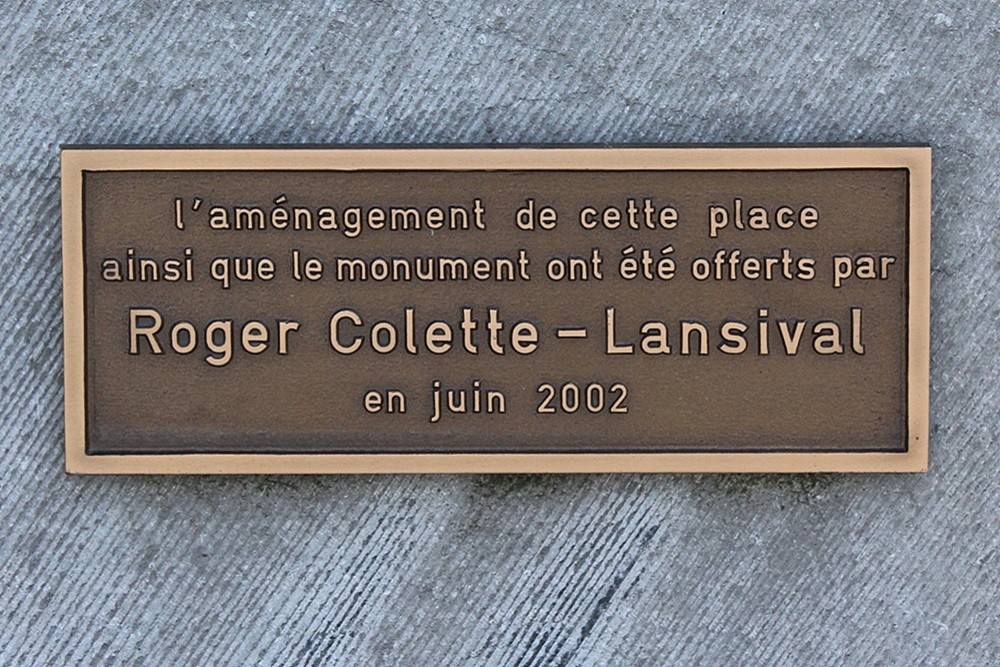 l'aménagement de cette place
ainsi que le monument ont été offerts par
Roger Colette – Lansival
en juin 2002